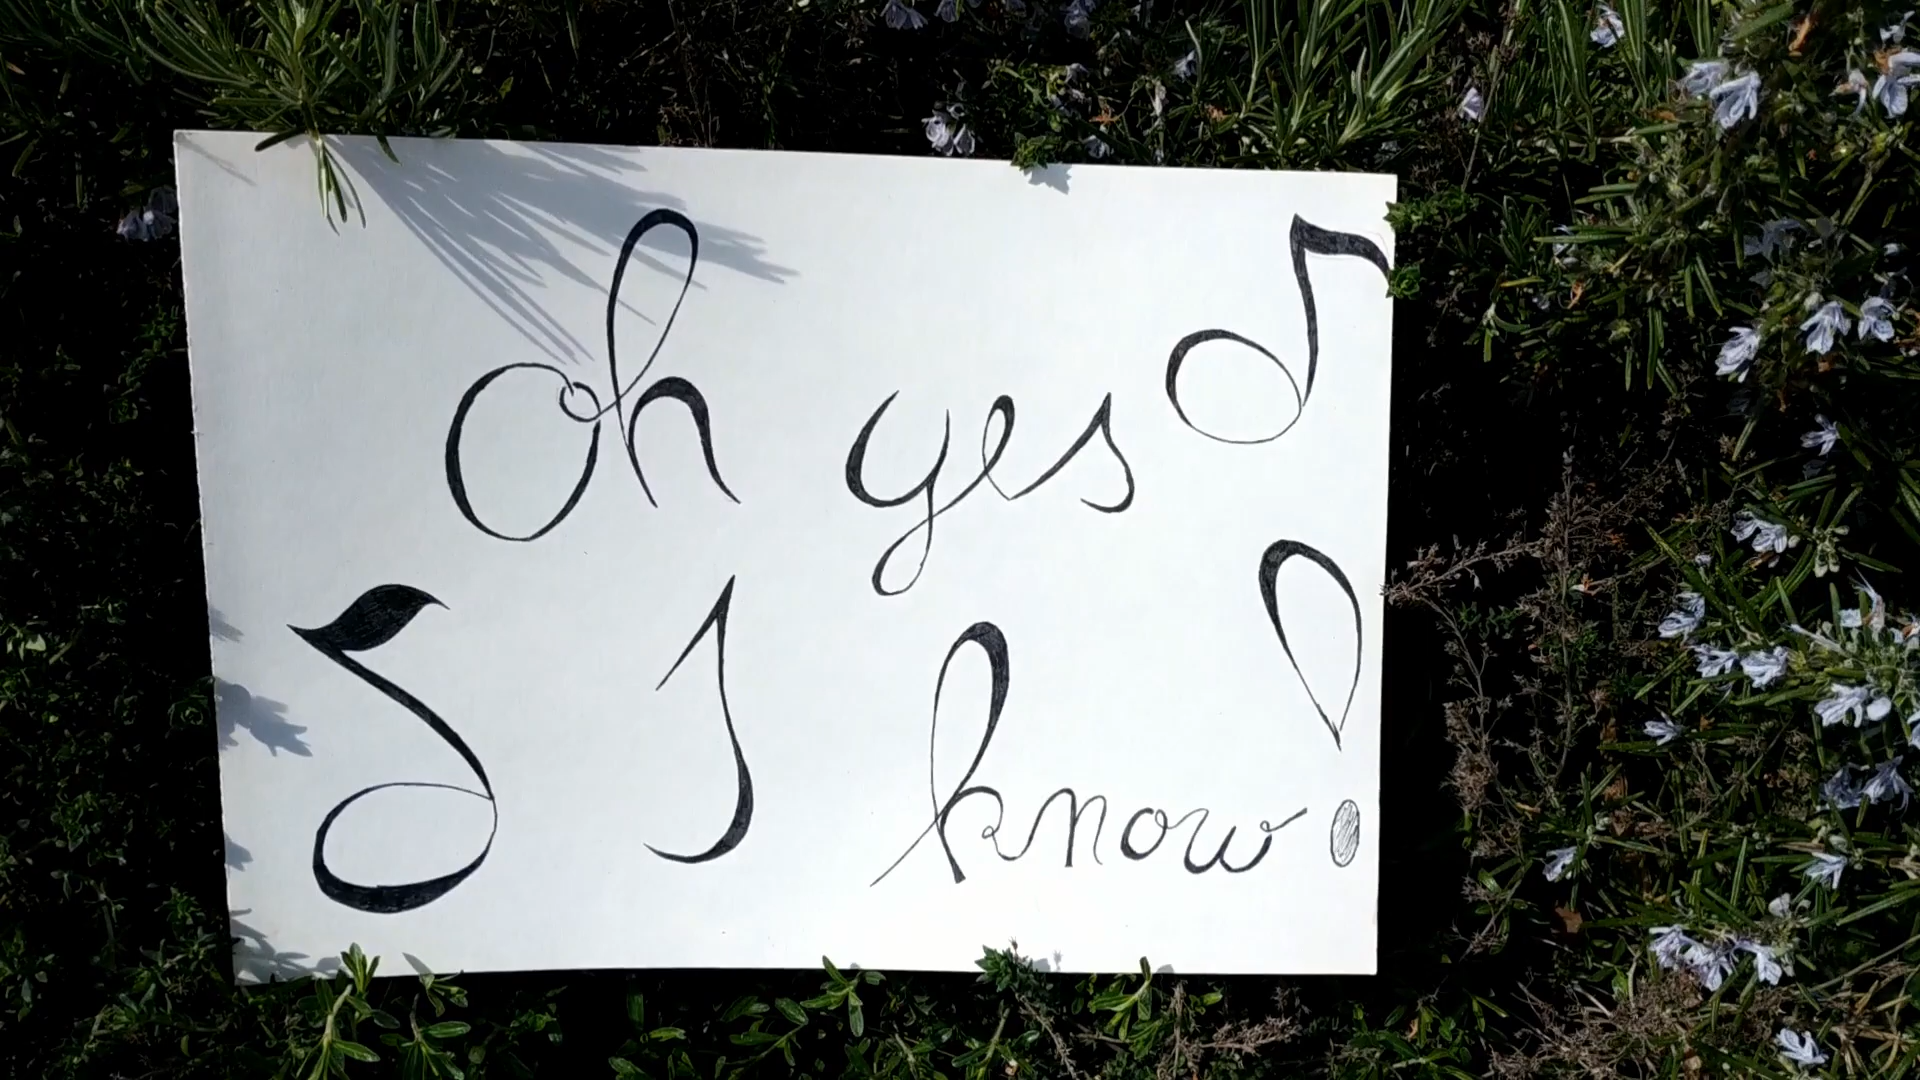 oh yes ♪
♪ I know!